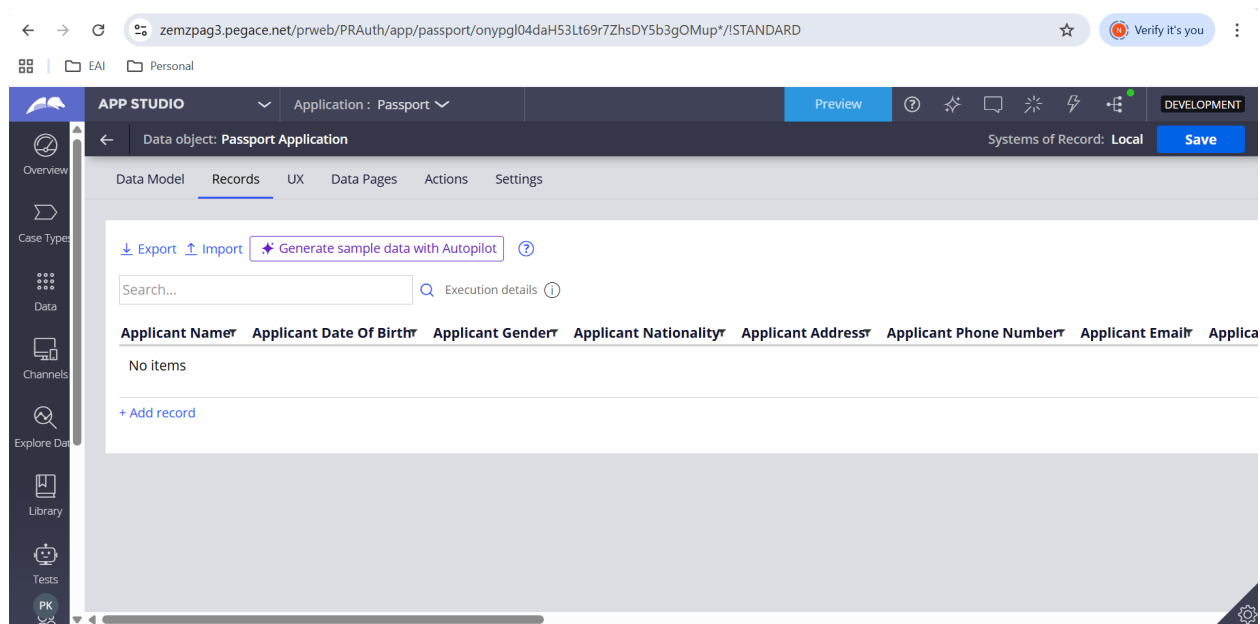 zemzpag3.pegace.net/prweb/PRAuth/app/passport/onypgl04daH53Lt69r7ZhsDY5b3gOMup*/!STANDARD
N Verify it's you
EAI Personal
APP STUDIO Application : Passport Preview DEVELOPMENT
Data object: Passport Application Systems of Record: Local Save
Overview
Data Model Records UX Data Pages Actions Settings
Case Types
Export Import Generate sample data with Autopilot ?
Search... Execution details
Data
Applicant Name Applicant Date Of Birth Applicant Gender Applicant Nationality Applicant Address Applicant Phone Number Applicant Email Applica
No items
Channels
+ Add record
Explore Dat
Library
Tests
PK